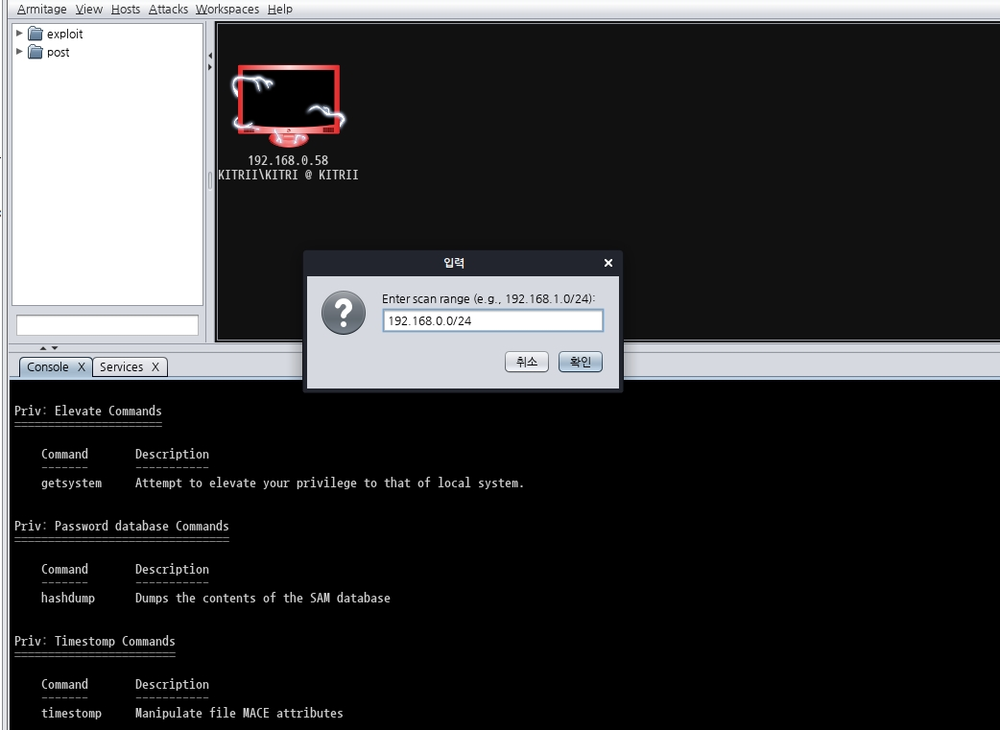 Armitage View Hosts Attacks Workspaces Help
exploit
post
192.168.0.58
KITRII\KITRI @ KITRII
입력
Enter scan range (e.g., 192.168.1.0/24):
192.168.0.0/24
취소 확인
Console X Services X
Priv: Elevate Commands
======================
Command Description
------- -----------
getsystem Attempt to elevate your privilege to that of local system.
Priv: Password database Commands
================================
Command Description
------- -----------
hashdump Dumps the contents of the SAM database
Priv: Timestomp Commands
========================
Command Description
------- -----------
timestomp Manipulate file MACE attributes